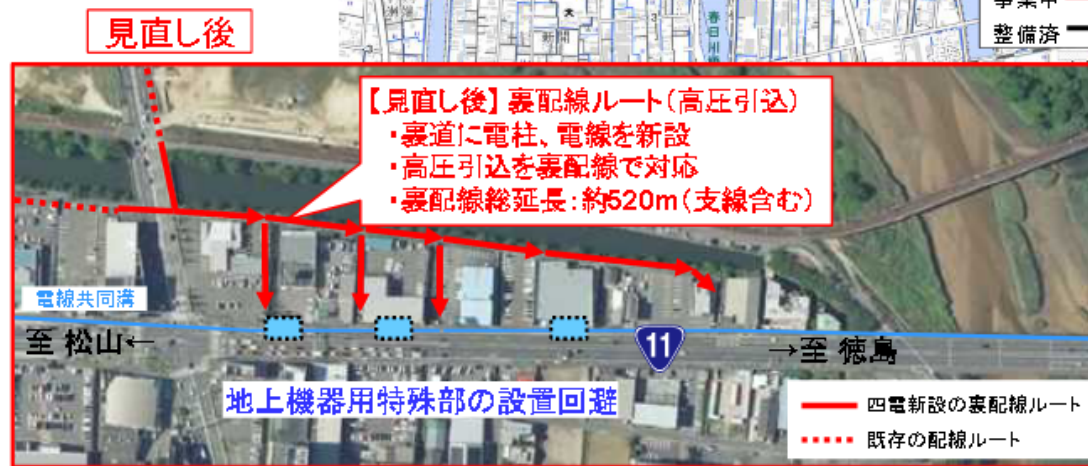 事業中
整備済
春日川
新開
見直し後
【見直し後】裏配線ルート(高圧引込)
・裏道に電柱、電線を新設
・高圧引込を裏配線で対応
・裏配線総延長:約520m(支線含む)
電線共同溝
至 松山←
11
→至 徳島
地上機器用特殊部の設置回避
四電新設の裏配線ルート
既存の配線ルート